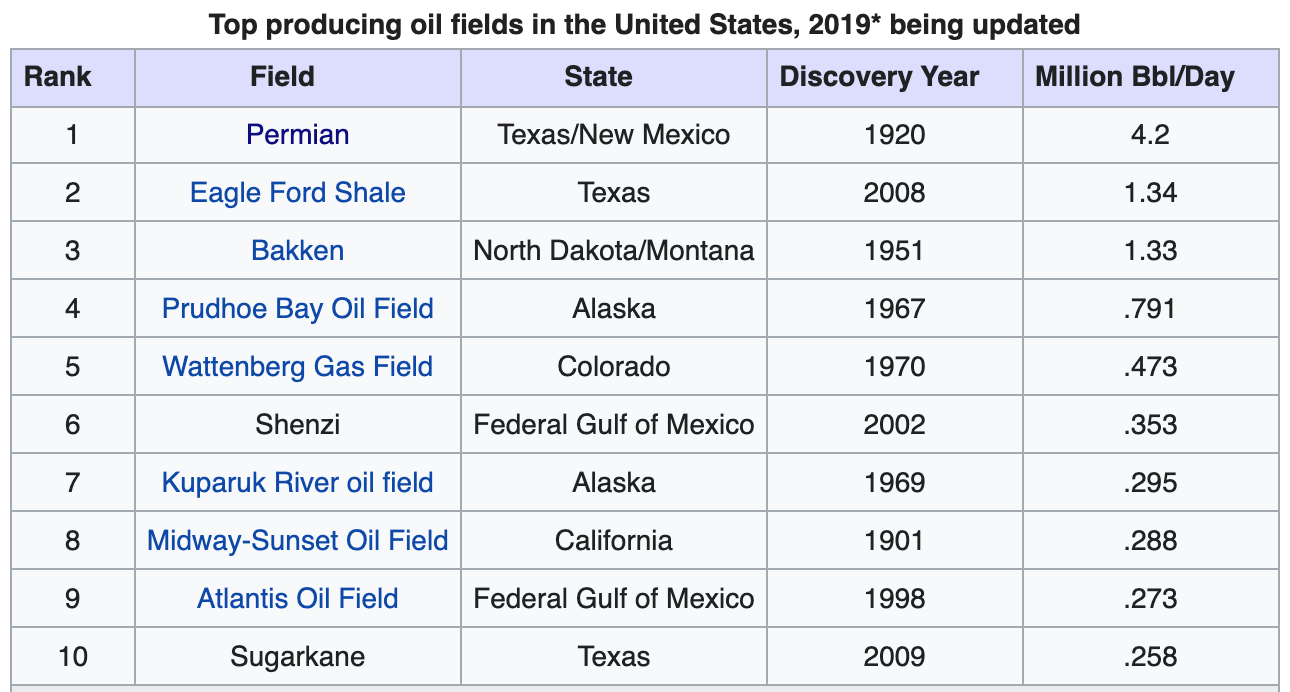 Top producing oil fields in the United States, 2019* being updated
Rank Field State Discovery Year Million Bbl/Day
1 Permian Texas/New Mexico 1920 4.2
2 Eagle Ford Shale Texas 2008 1.34
3 Bakken North Dakota/Montana 1951 1.33
4 Prudhoe Bay Oil Field Alaska 1967 .791
5 Wattenberg Gas Field Colorado 1970 .473
6 Shenzi Federal Gulf of Mexico 2002 .353
7 Kuparuk River oil field Alaska 1969 .295
8 Midway-Sunset Oil Field California 1901 .288
9 Atlantis Oil Field Federal Gulf of Mexico 1998 .273
10 Sugarkane Texas 2009 .258